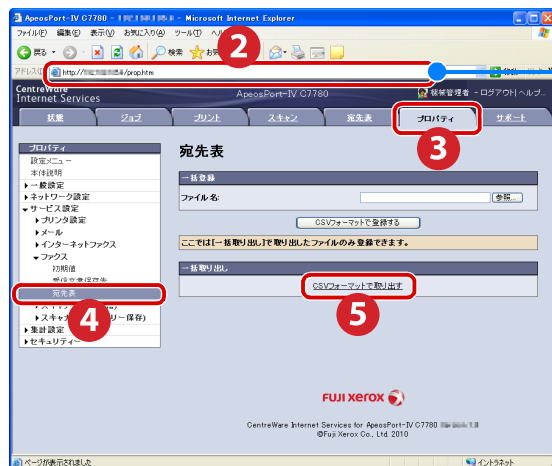 ApeosPort-IV C7780 - - Microsoft Internet Explorer
ファイル(F) 編集(E) 表示(V) お気に入り(A) ツール(T)
2
戻る 検索
アドレス(D) http:// /prop.htm
CentreWare
Internet Services
ApeosPort-IV C7780
機械管理者 - ログアウト ヘルプ
状態 ジョブ プリント スキャン 宛先表 プロパティ サポート
3
プロパティ
設定メニュー
本体説明
一般設定
ネットワーク設定
サービス設定
プリンタ設定
メール
インターネットファクス
ファクス
初期値
受信文書保存先
宛先表
4
集計設定
セキュリティー
宛先表
一括登録
ファイル名: 参照...
CSVフォーマットで登録する
ここでは[一括取り出し]で取り出したファイルのみ登録できます。
一括取り出し
CSVフォーマットで取り出す
5
FUJI XEROX
CentreWare Internet Services for ApeosPort-IV C7780
©Fuji Xerox Co., Ltd. 2010
ページが表示されました
イントラネット